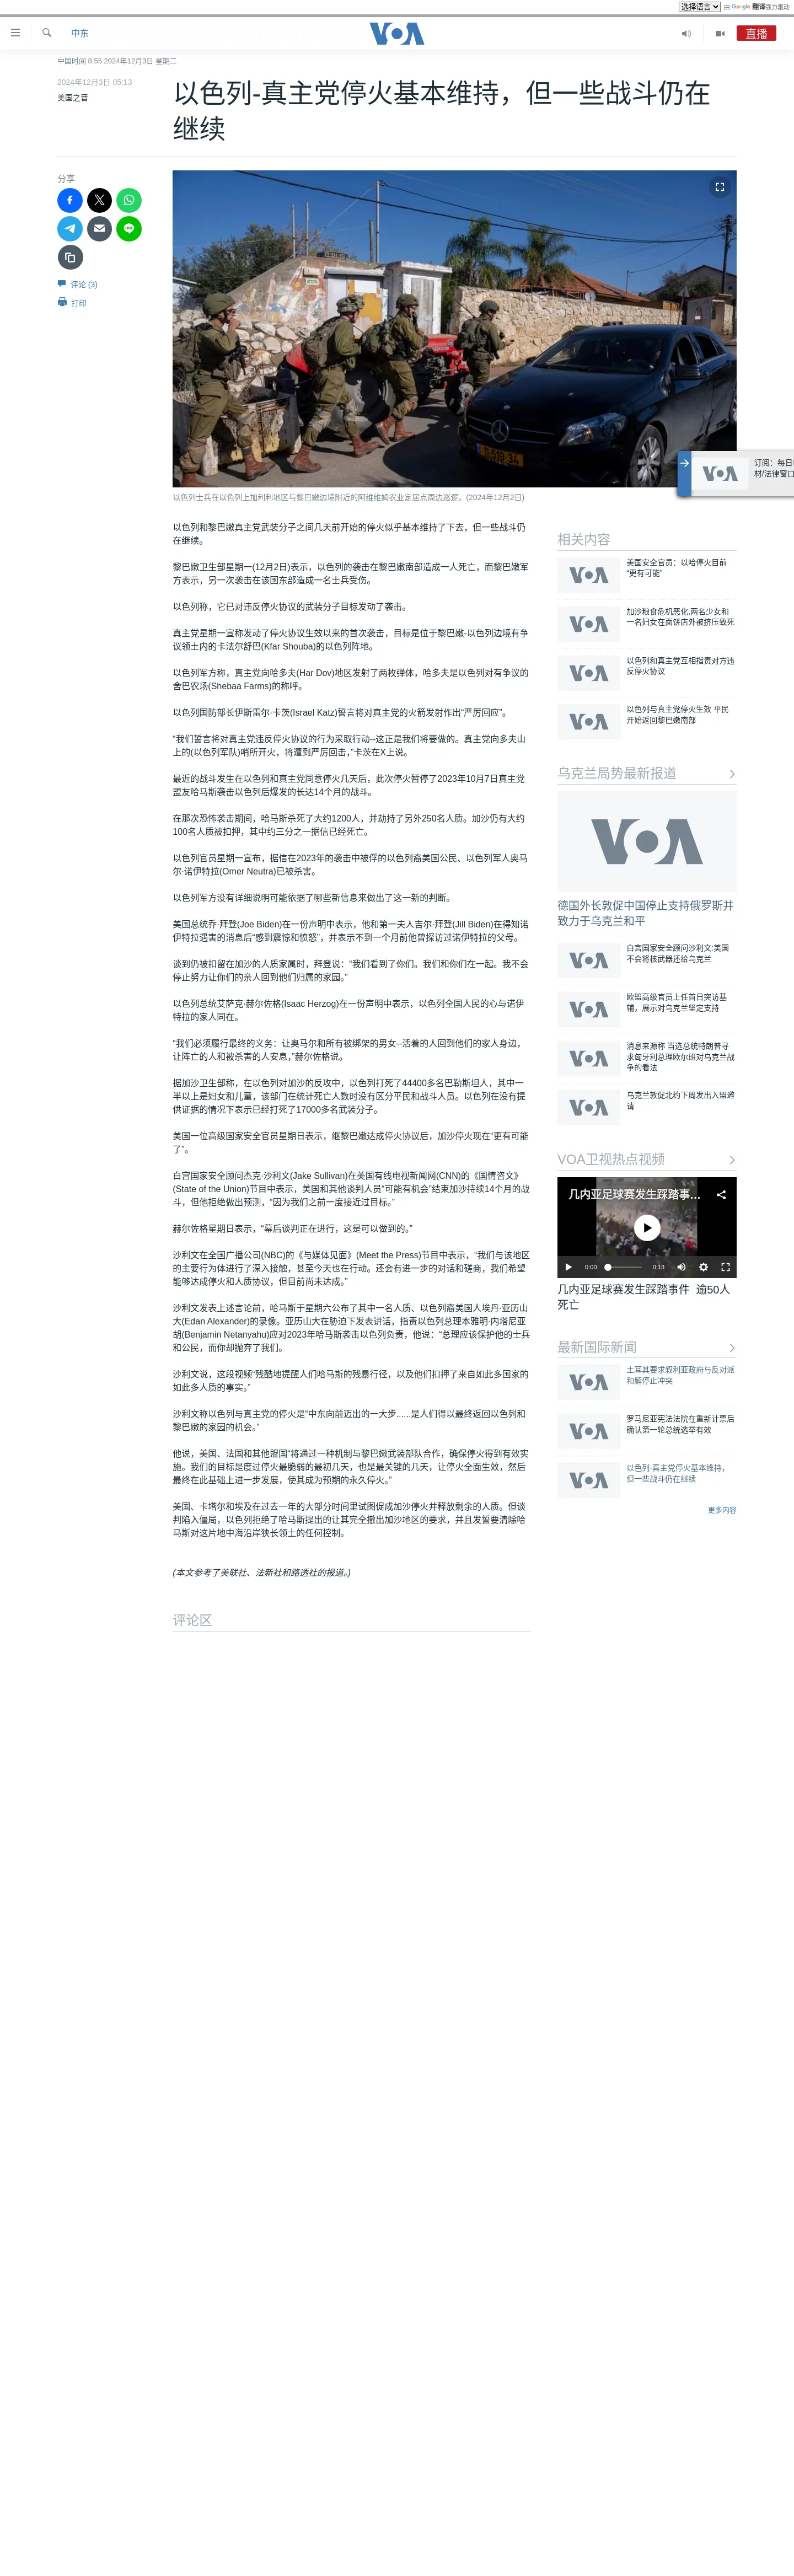 选择语言 由 Google 翻译强力驱动
中东
VOA
直播
中国时间 8:55 2024年12月3日 星期二
2024年12月3日 05:13
美国之音
以色列-真主党停火基本维持，但一些战斗仍在
继续
分享
评论 (3)
打印
以色列士兵在以色列上加利利地区与黎巴嫩边境附近的阿维维姆农业定居点周边巡逻。(2024年12月2日)
订阅：每日
VOA
材/法律窗口
以色列和黎巴嫩真主党武装分子之间几天前开始的停火似乎基本维持了下去，但一些战斗仍
在继续。
黎巴嫩卫生部星期一(12月2日)表示，以色列的袭击在黎巴嫩南部造成一人死亡，而黎巴嫩军
方表示，另一次袭击在该国东部造成一名士兵受伤。
以色列称，它已对违反停火协议的武装分子目标发动了袭击。
真主党星期一宣称发动了停火协议生效以来的首次袭击，目标是位于黎巴嫩-以色列边境有争
议领土内的卡法尔舒巴(Kfar Shouba)的以色列阵地。
以色列军方称，真主党向哈多夫(Har Dov)地区发射了两枚弹体，哈多夫是以色列对有争议的
舍巴农场(Shebaa Farms)的称呼。
以色列国防部长伊斯雷尔·卡茨(Israel Katz)誓言将对真主党的火箭发射作出“严厉回应”。
“我们誓言将对真主党违反停火协议的行为采取行动--这正是我们将要做的。真主党向多夫山
上的(以色列军队)哨所开火，将遭到严厉回击，”卡茨在X上说。
最近的战斗发生在以色列和真主党同意停火几天后，此次停火暂停了2023年10月7日真主党
盟友哈马斯袭击以色列后爆发的长达14个月的战斗。
在那次恐怖袭击期间，哈马斯杀死了大约1200人，并劫持了另外250名人质。加沙仍有大约
100名人质被扣押，其中约三分之一据信已经死亡。
以色列官员星期一宣布，据信在2023年的袭击中被俘的以色列裔美国公民、以色列军人奥马
尔·诺伊特拉(Omer Neutra)已被杀害。
以色列军方没有详细说明可能依据了哪些新信息来做出了这一新的判断。
美国总统乔·拜登(Joe Biden)在一份声明中表示，他和第一夫人吉尔·拜登(Jill Biden)在得知诺
伊特拉遇害的消息后“感到震惊和愤怒”，并表示不到一个月前他曾探访过诺伊特拉的父母。
谈到仍被扣留在加沙的人质家属时，拜登说：“我们看到了你们。我们和你们在一起。我不会
停止努力让你们的亲人回到他们归属的家园。”
以色列总统艾萨克·赫尔佐格(Isaac Herzog)在一份声明中表示，以色列全国人民的心与诺伊
特拉的家人同在。
“我们必须履行最终的义务：让奥马尔和所有被绑架的男女--活着的人回到他们的家人身边，
让阵亡的人和被杀害的人安息，”赫尔佐格说。
据加沙卫生部称，在以色列对加沙的反攻中，以色列打死了44400多名巴勒斯坦人，其中一
半以上是妇女和儿童，该部门在统计死亡人数时没有区分平民和战斗人员。以色列在没有提
供证据的情况下表示已经打死了17000多名武装分子。
美国一位高级国家安全官员星期日表示，继黎巴嫩达成停火协议后，加沙停火现在“更有可能
了”。
白宫国家安全顾问杰克·沙利文(Jake Sullivan)在美国有线电视新闻网(CNN)的《国情咨文》
(State of the Union)节目中表示，美国和其他谈判人员“可能有机会”结束加沙持续14个月的战
斗，但他拒绝做出预测，“因为我们之前一度接近过目标。”
赫尔佐格星期日表示，“幕后谈判正在进行，这是可以做到的。”
沙利文在全国广播公司(NBC)的《与媒体见面》(Meet the Press)节目中表示，“我们与该地区
的主要行为体进行了深入接触，甚至今天也在行动。还会有进一步的对话和磋商，我们希望
能够达成停火和人质协议，但目前尚未达成。”
沙利文发表上述言论前，哈马斯于星期六公布了其中一名人质、以色列裔美国人埃丹·亚历山
大(Edan Alexander)的录像。亚历山大在胁迫下发表讲话，指责以色列总理本雅明·内塔尼亚
胡(Benjamin Netanyahu)应对2023年哈马斯袭击以色列负责，他说：“总理应该保护他的士兵
和公民，而你却抛弃了我们。
沙利文说，这段视频“残酷地提醒人们哈马斯的残暴行径，以及他们扣押了来自如此多国家的
如此多人质的事实。”
沙利文称以色列与真主党的停火是“中东向前迈出的一大步......是人们得以最终返回以色列和
黎巴嫩的家园的机会。”
他说，美国、法国和其他盟国“将通过一种机制与黎巴嫩武装部队合作，确保停火得到有效实
施。我们的目标是度过停火最脆弱的最初几天，也是最关键的几天，让停火全面生效，然后
最终在此基础上进一步发展，使其成为预期的永久停火。”
美国、卡塔尔和埃及在过去一年的大部分时间里试图促成加沙停火并释放剩余的人质。但谈
判陷入僵局，以色列拒绝了哈马斯提出的让其完全撤出加沙地区的要求，并且发誓要清除哈
马斯对这片地中海沿岸狭长领土的任何控制。
(本文参考了美联社、法新社和路透社的报道。)
评论区
相关内容
VOA
美国安全官员：以哈停火目前
“更有可能”
VOA
加沙粮食危机恶化,两名少女和
一名妇女在面饼店外被挤压致死
VOA
以色列和真主党互相指责对方违
反停火协议
VOA
以色列与真主党停火生效 平民
开始返回黎巴嫩南部
乌克兰局势最新报道
VOA
德国外长敦促中国停止支持俄罗斯并
致力于乌克兰和平
VOA
白宫国家安全顾问沙利文:美国
不会将核武器还给乌克兰
VOA
欧盟高级官员上任首日突访基
辅，展示对乌克兰坚定支持
VOA
消息来源称 当选总统特朗普寻
求匈牙利总理欧尔班对乌克兰战
争的看法
VOA
乌克兰敦促北约下周发出入盟邀
请
VOA卫视热点视频
几内亚足球赛发生踩踏事...
0:00
0:13
几内亚足球赛发生踩踏事件 逾50人
死亡
最新国际新闻
VOA
土耳其要求叙利亚政府与反对派
和解停止冲突
VOA
罗马尼亚宪法法院在重新计票后
确认第一轮总统选举有效
VOA
以色列-真主党停火基本维持，
但一些战斗仍在继续
更多内容